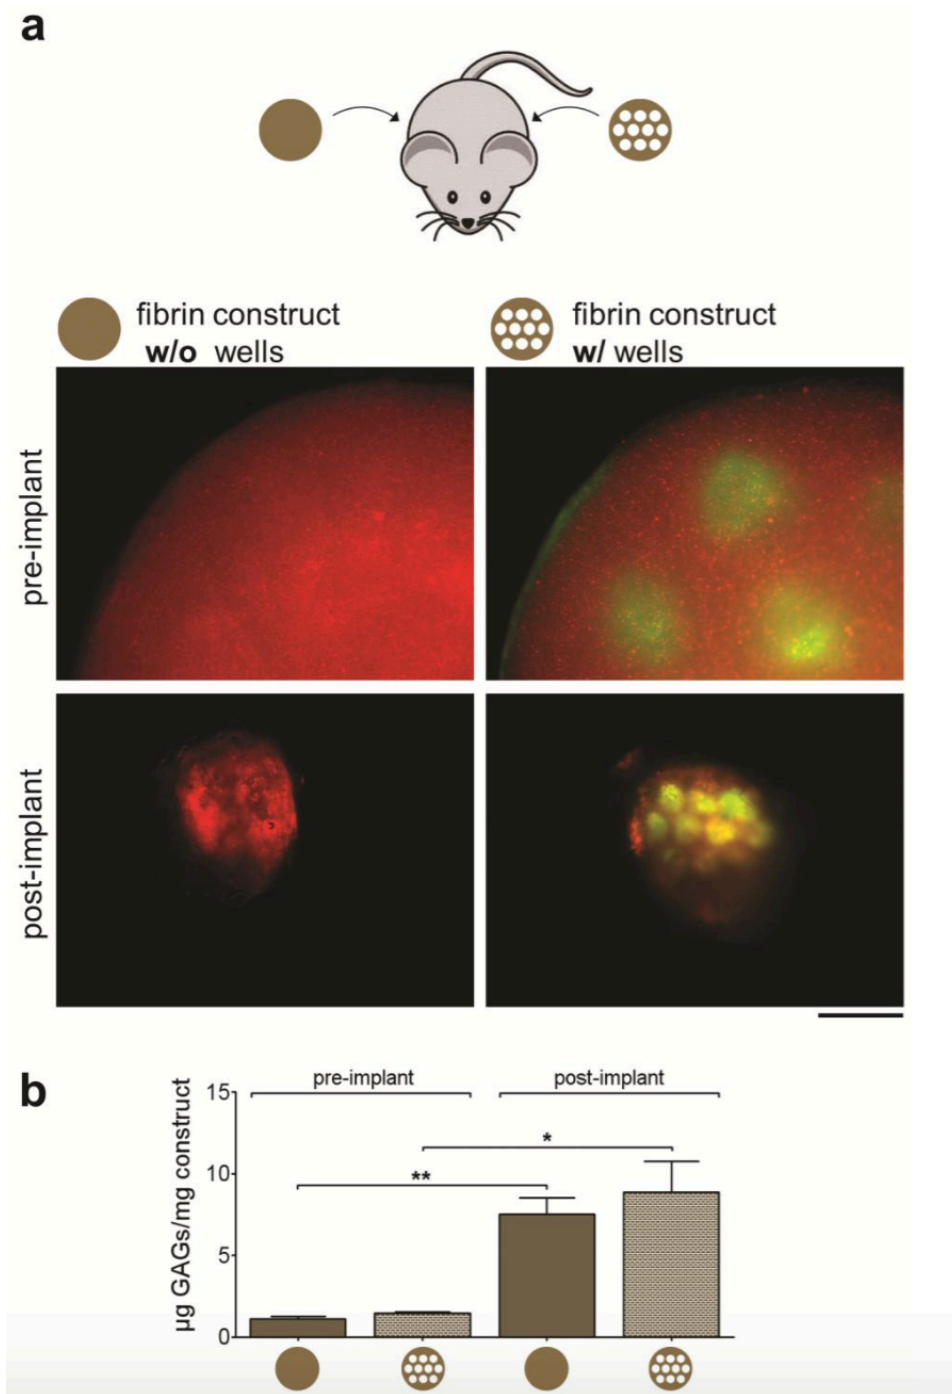 a
fibrin construct
w/o wells
fibrin construct
w/ wells
pre-implant
post-implant
b
pre-implant
post-implant
µg GAGs/mg construct
15
10
5
0
**
*